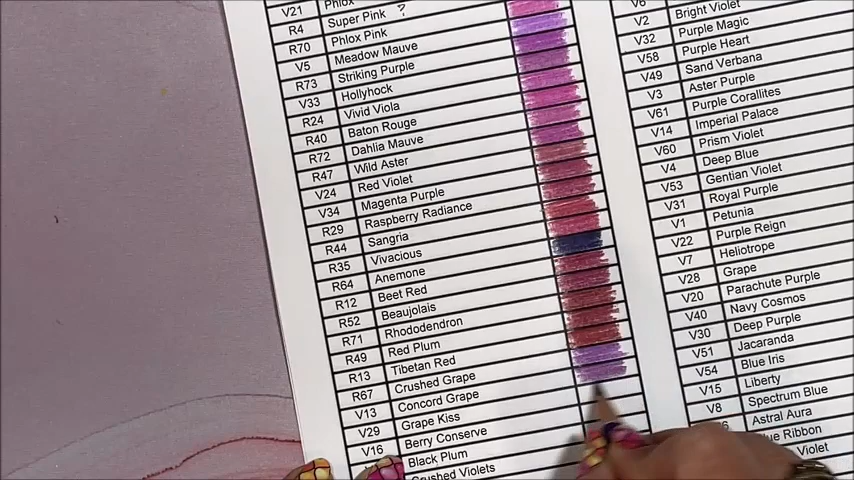 V21 Phlox
R4 Super Pink ?
R70 Phlox Pink
V5 Meadow Mauve
R73 Striking Purple
V33 Hollyhock
R24 Vivid Viola
R40 Baton Rouge
R72 Dahlia Mauve
R47 Wild Aster
V24 Red Violet
V34 Magenta Purple
R29 Raspberry Radiance
R44 Sangria
R35 Vivacious
R64 Anemone
R12 Beet Red
R52 Beaujolais
R71 Rhododendron
R49 Red Plum
R13 Tibetan Red
R67 Crushed Grape
V13 Concord Grape
V29 Grape Kiss
V16 Berry Conserve
Black Plum
Crushed Velvets
V6 Bright Violet
V2 Purple Magic
V32 Purple Heart
V58 Sand Verbana
V49 Aster Purple
V3 Purple Corallites
V61 Imperial Palace
V14 Prism Violet
V60 Deep Blue
V4 Gentian Violet
V53 Royal Purple
V31 Petunia
V1 Purple Reign
V22 Heliotrope
V7 Grape
V28 Parachute Purple
V20 Navy Cosmos
V40 Deep Purple
V30 Jacaranda
V51 Blue Iris
V54 Liberty
V15 Spectrum Blue
V8 Astral Aura
Ribbon
Violet